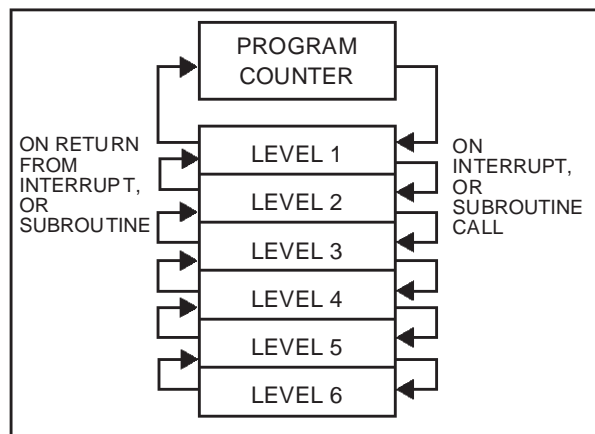 PROGRAM
COUNTER
ON RETURN
FROM
INTERRUPT,
OR
SUBROUTINE
LEVEL 1
LEVEL 2
LEVEL 3
LEVEL 4
LEVEL 5
LEVEL 6
ON
INTERRUPT,
OR
SUBROUTINE
CALL